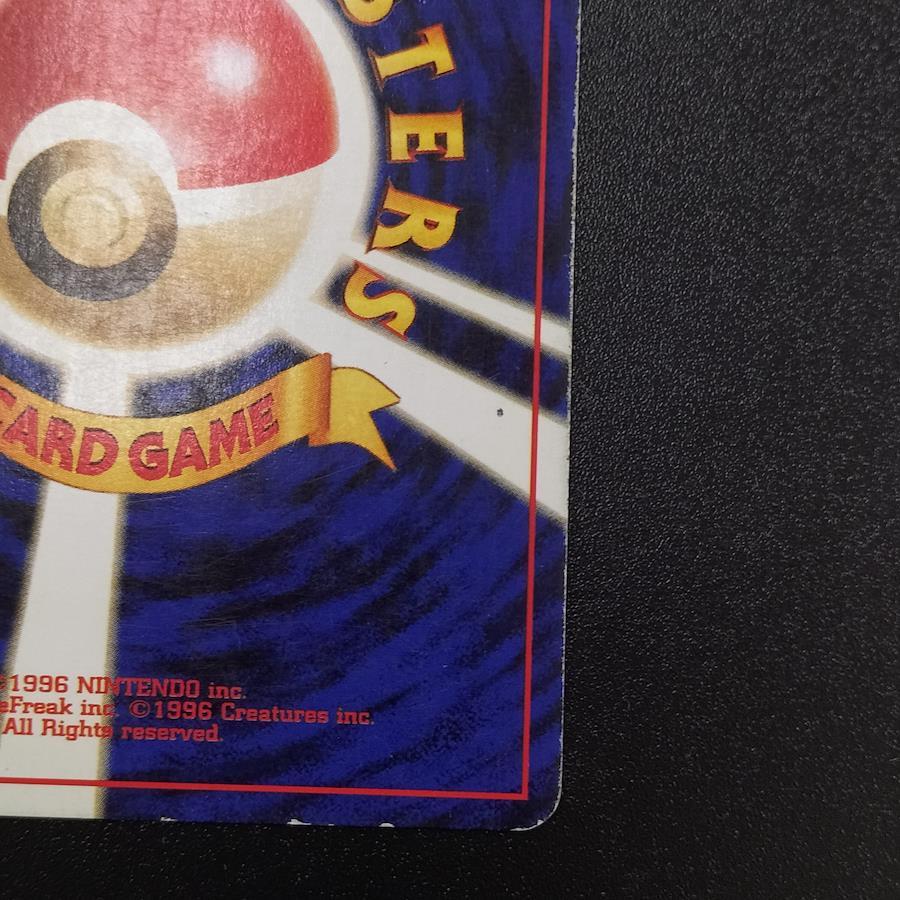 STERS
CARD GAME
©1996 NINTENDO inc.
eFreak inc. ©1996 Creatures inc.
All Rights reserved.